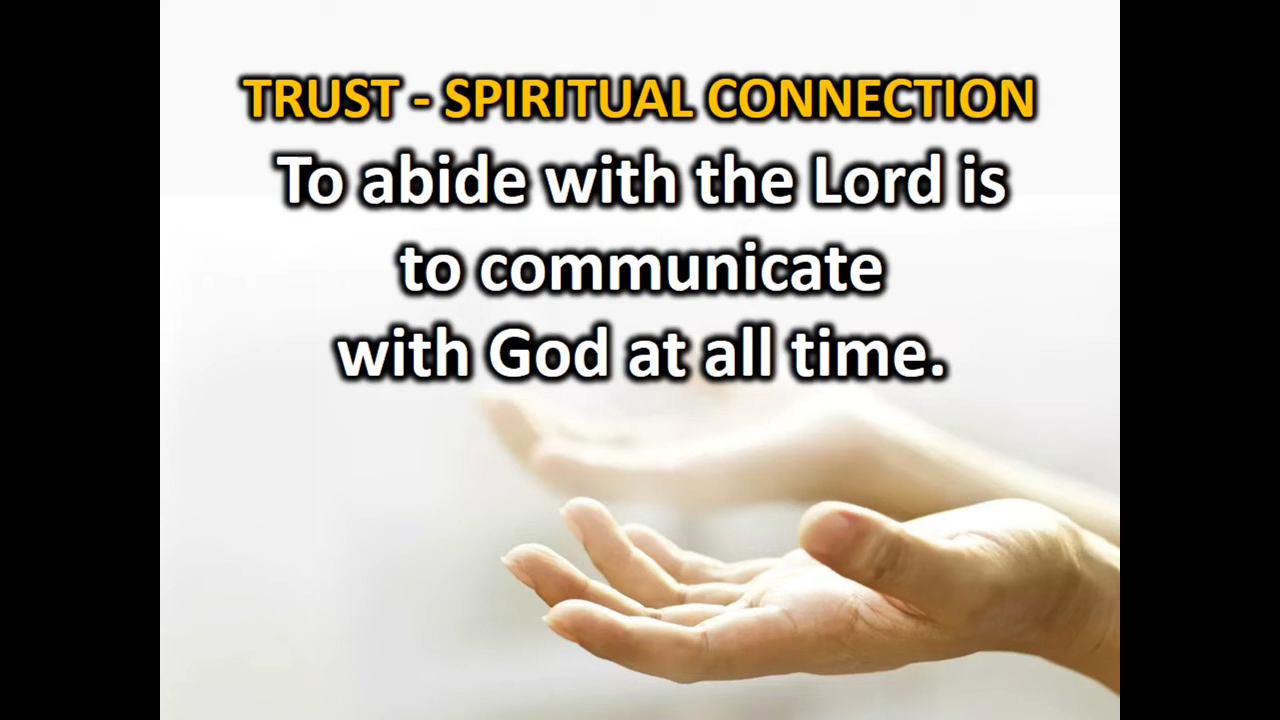 TRUST - SPIRITUAL CONNECTION
To abide with the Lord is
to communicate
with God at all time.